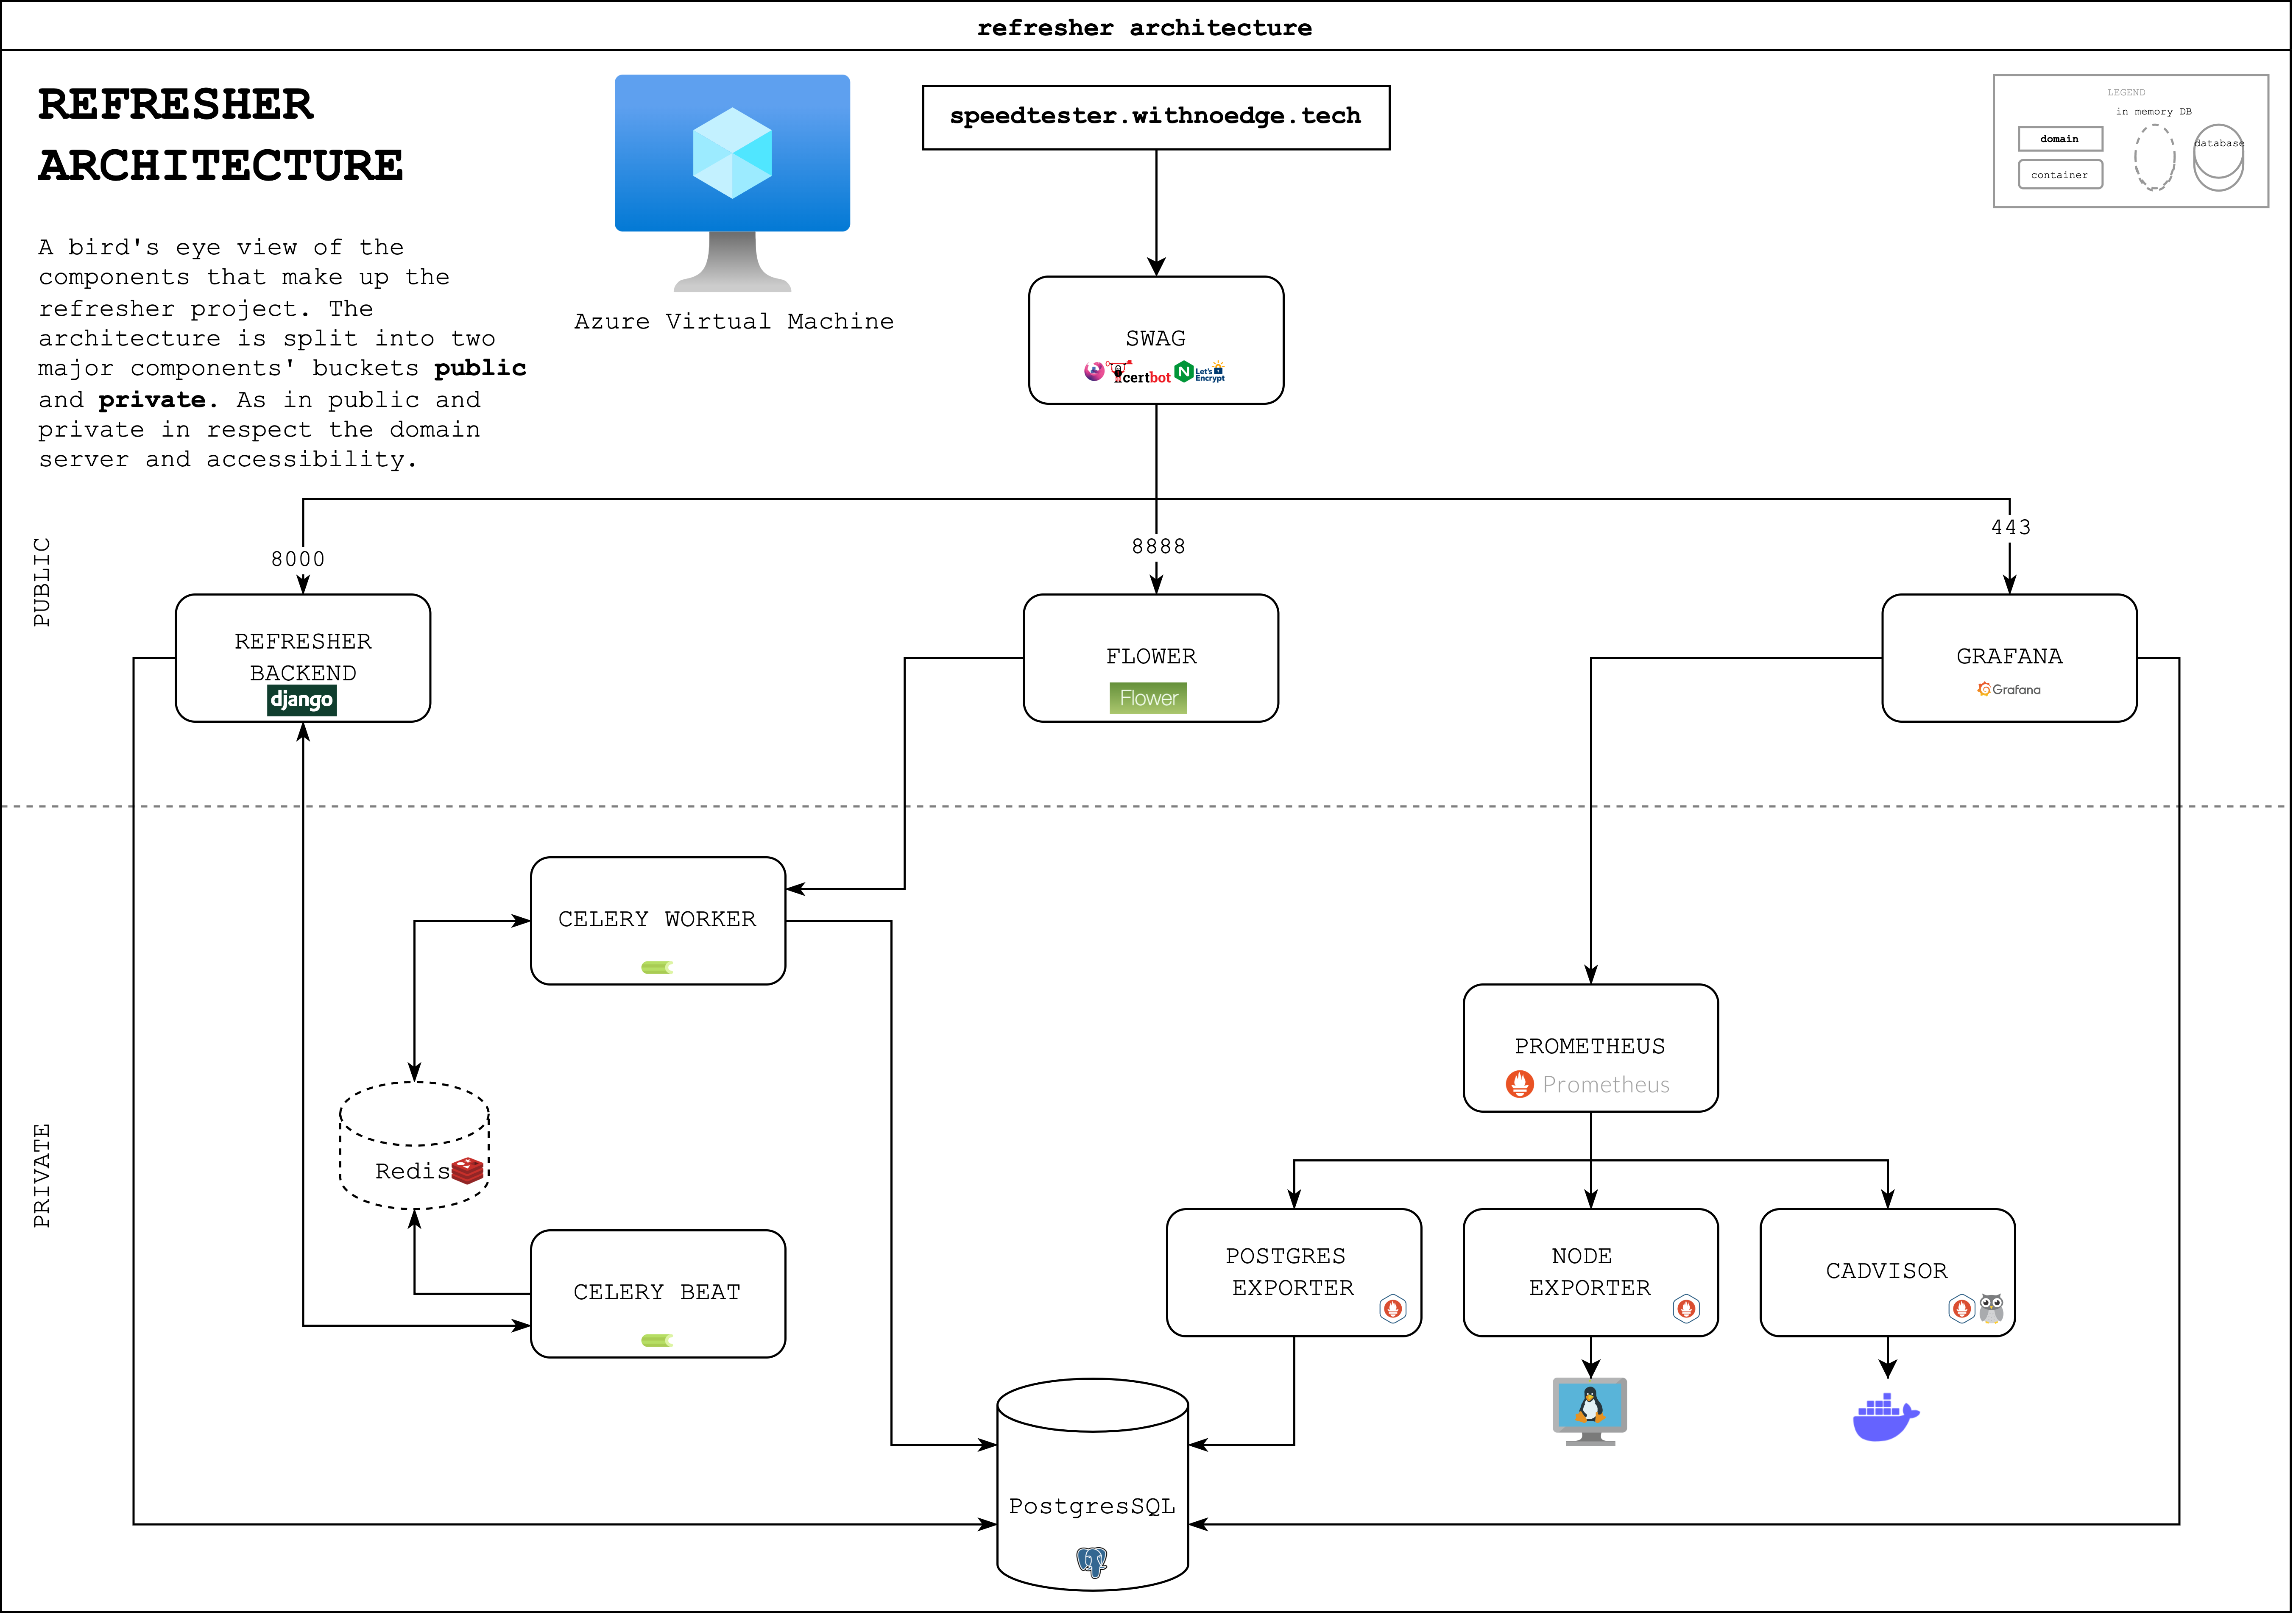 refresher architecture
REFRESHER
ARCHITECTURE
A bird's eye view of the
components that make up the
refresher project. The
architecture is split into two
major components' buckets public
and private. As in public and
private in respect the domain
server and accessibility.
Azure Virtual Machine
speedtester.withnoedge.tech
LEGEND
in memory DB
domain
database
container
SWAG
certbot
N
Let's
Encrypt
PUBLIC
8000
8888
443
REFRESHER
BACKEND
django
FLOWER
Flower
GRAFANA
Grafana
PRIVATE
CELERY WORKER
Redis
CELERY BEAT
PROMETHEUS
Prometheus
POSTGRES
EXPORTER
NODE
EXPORTER
CADVISOR
PostgresSQL